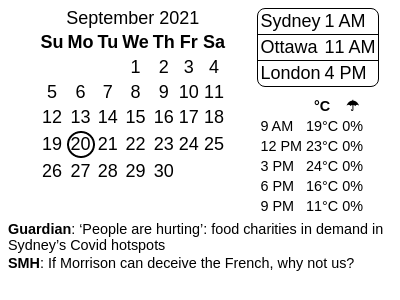 September 2021
Su Mo Tu We Th Fr Sa
1 2 3 4
5 6 7 8 9 10 11
12 13 14 15 16 17 18
19 20 21 22 23 24 25
26 27 28 29 30
Sydney 1 AM
Ottawa 11 AM
London 4 PM
°C ☂
9 AM 19°C 0%
12 PM 23°C 0%
3 PM 24°C 0%
6 PM 16°C 0%
9 PM 11°C 0%
Guardian: ‘People are hurting’: food charities in demand in
Sydney’s Covid hotspots
SMH: If Morrison can deceive the French, why not us?